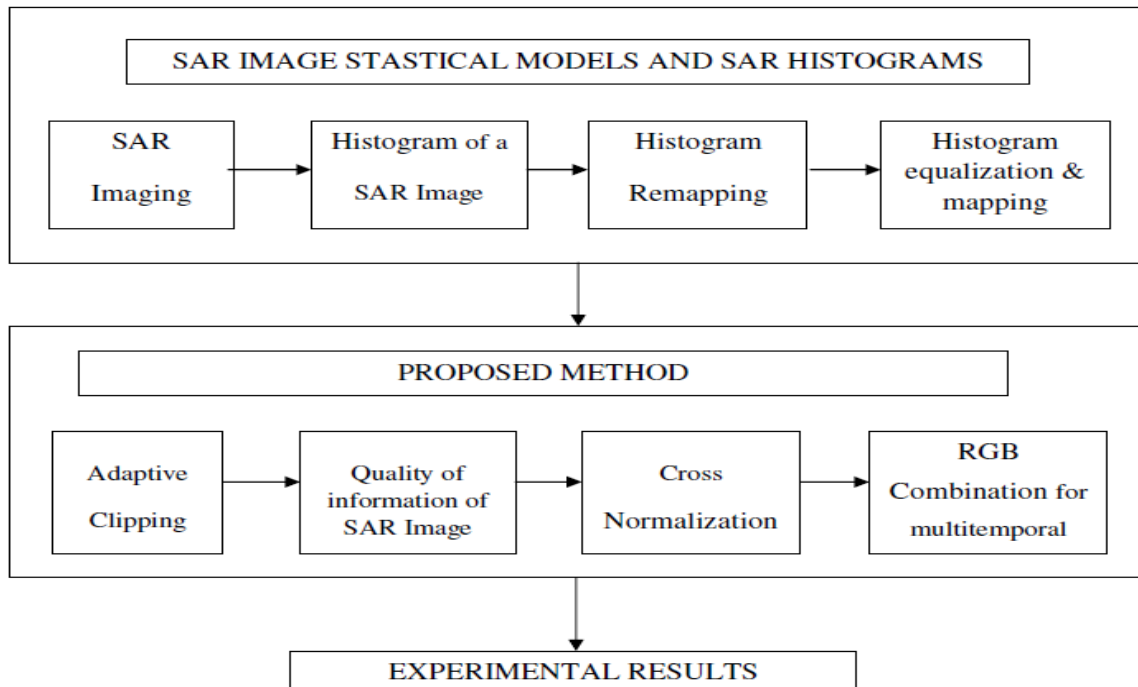 SAR IMAGE STASTICAL MODELS AND SAR HISTOGRAMS
SAR
Imaging
Histogram of a
SAR Image
Histogram
Remapping
Histogram
equalization &
mapping
PROPOSED METHOD
Adaptive
Clipping
Quality of
information of
SAR Image
Cross
Normalization
RGB
Combination for
multitemporal
EXPERIMENTAL RESULTS